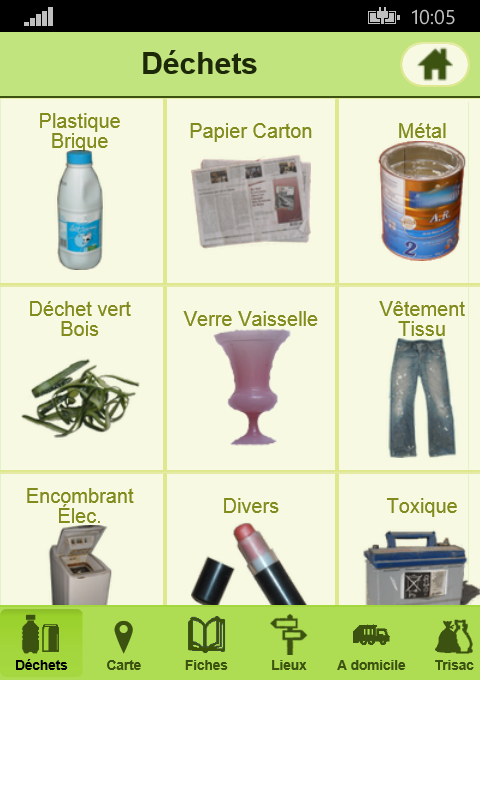 10:05
Déchets
Plastique
Brique
Papier Carton
Métal
A.R.
2
Déchet vert
Bois
Verre Vaisselle
Vêtement
Tissu
Encombrant
Élec.
Divers
Toxique
Déchets
Carte
Fiches
Lieux
A domicile
Trisac